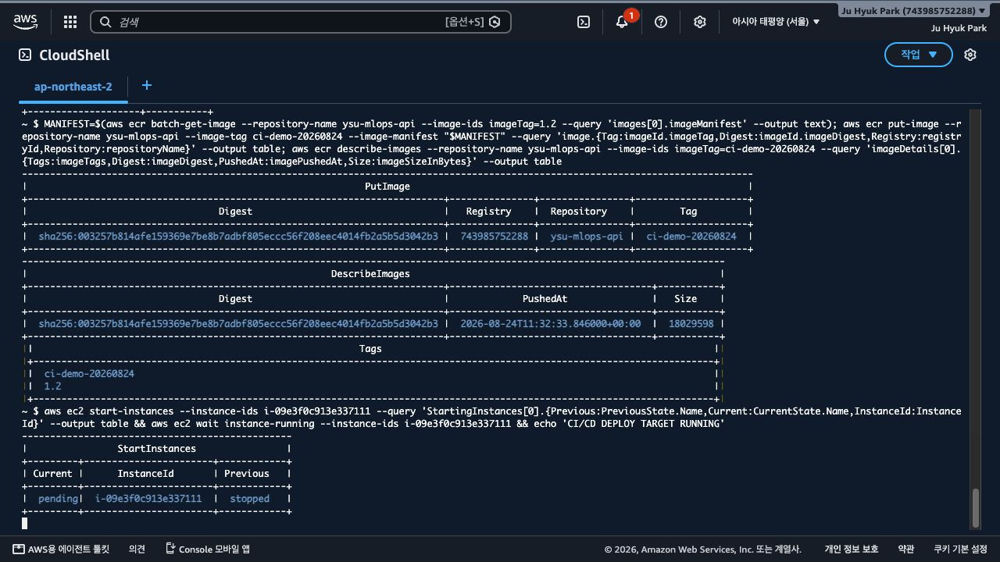 aws
검색
[옵션+S]
1
아시아 태평양 (서울) ▼
Ju Hyuk Park (743985752288) ▼
Ju Hyuk Park
CloudShell
작업 ▼
ap-northeast-2
+
+-------------------+-----------+
~ $ MANIFEST=$(aws ecr batch-get-image --repository-name ysu-mlops-api --image-ids imageTag=1.2 --query 'images[0].imageManifest' --output text); aws ecr put-image --r
epository-name ysu-mlops-api --image-tag ci-demo-20260824 --image-manifest "$MANIFEST" --query 'image.{Tag:imageId.imageTag,Digest:imageId.imageDigest,Registry:registr
yId,Repository:repositoryName}' --output table; aws ecr describe-images --repository-name ysu-mlops-api --image-ids imageTag=ci-demo-20260824 --query 'imageDetails[0].
{Tags:imageTags,Digest:imageDigest,PushedAt:imagePushedAt,Size:imageSizeInBytes}' --output table
| PutImage |
| Digest | Registry | Repository | Tag |
| sha256:003257b814afe159369e7be8b7adbf805eccc56f208eec4014fb2a5b5d3042b3 | 743985752288 | ysu-mlops-api | ci-demo-20260824 |
| DescribeImages |
| Digest | PushedAt | Size |
| sha256:003257b814afe159369e7be8b7adbf805eccc56f208eec4014fb2a5b5d3042b3 | 2026-08-24T11:32:33.846000+00:00 | 18029598 |
|| Tags ||
|| ci-demo-20260824 ||
|| 1.2 ||
~ $ aws ec2 start-instances --instance-ids i-09e3f0c913e337111 --query 'StartingInstances[0].{Previous:PreviousState.Name,Current:CurrentState.Name,InstanceId:Instance
Id}' --output table && aws ec2 wait instance-running --instance-ids i-09e3f0c913e337111 && echo 'CI/CD DEPLOY TARGET RUNNING'
| StartInstances |
| Current | InstanceId | Previous |
| pending| i-09e3f0c913e337111 | stopped |
AWS용 에이전트 툴킷
의견
Console 모바일 앱
© 2026, Amazon Web Services, Inc. 또는 계열사.
개인 정보 보호
약관
쿠키 기본 설정